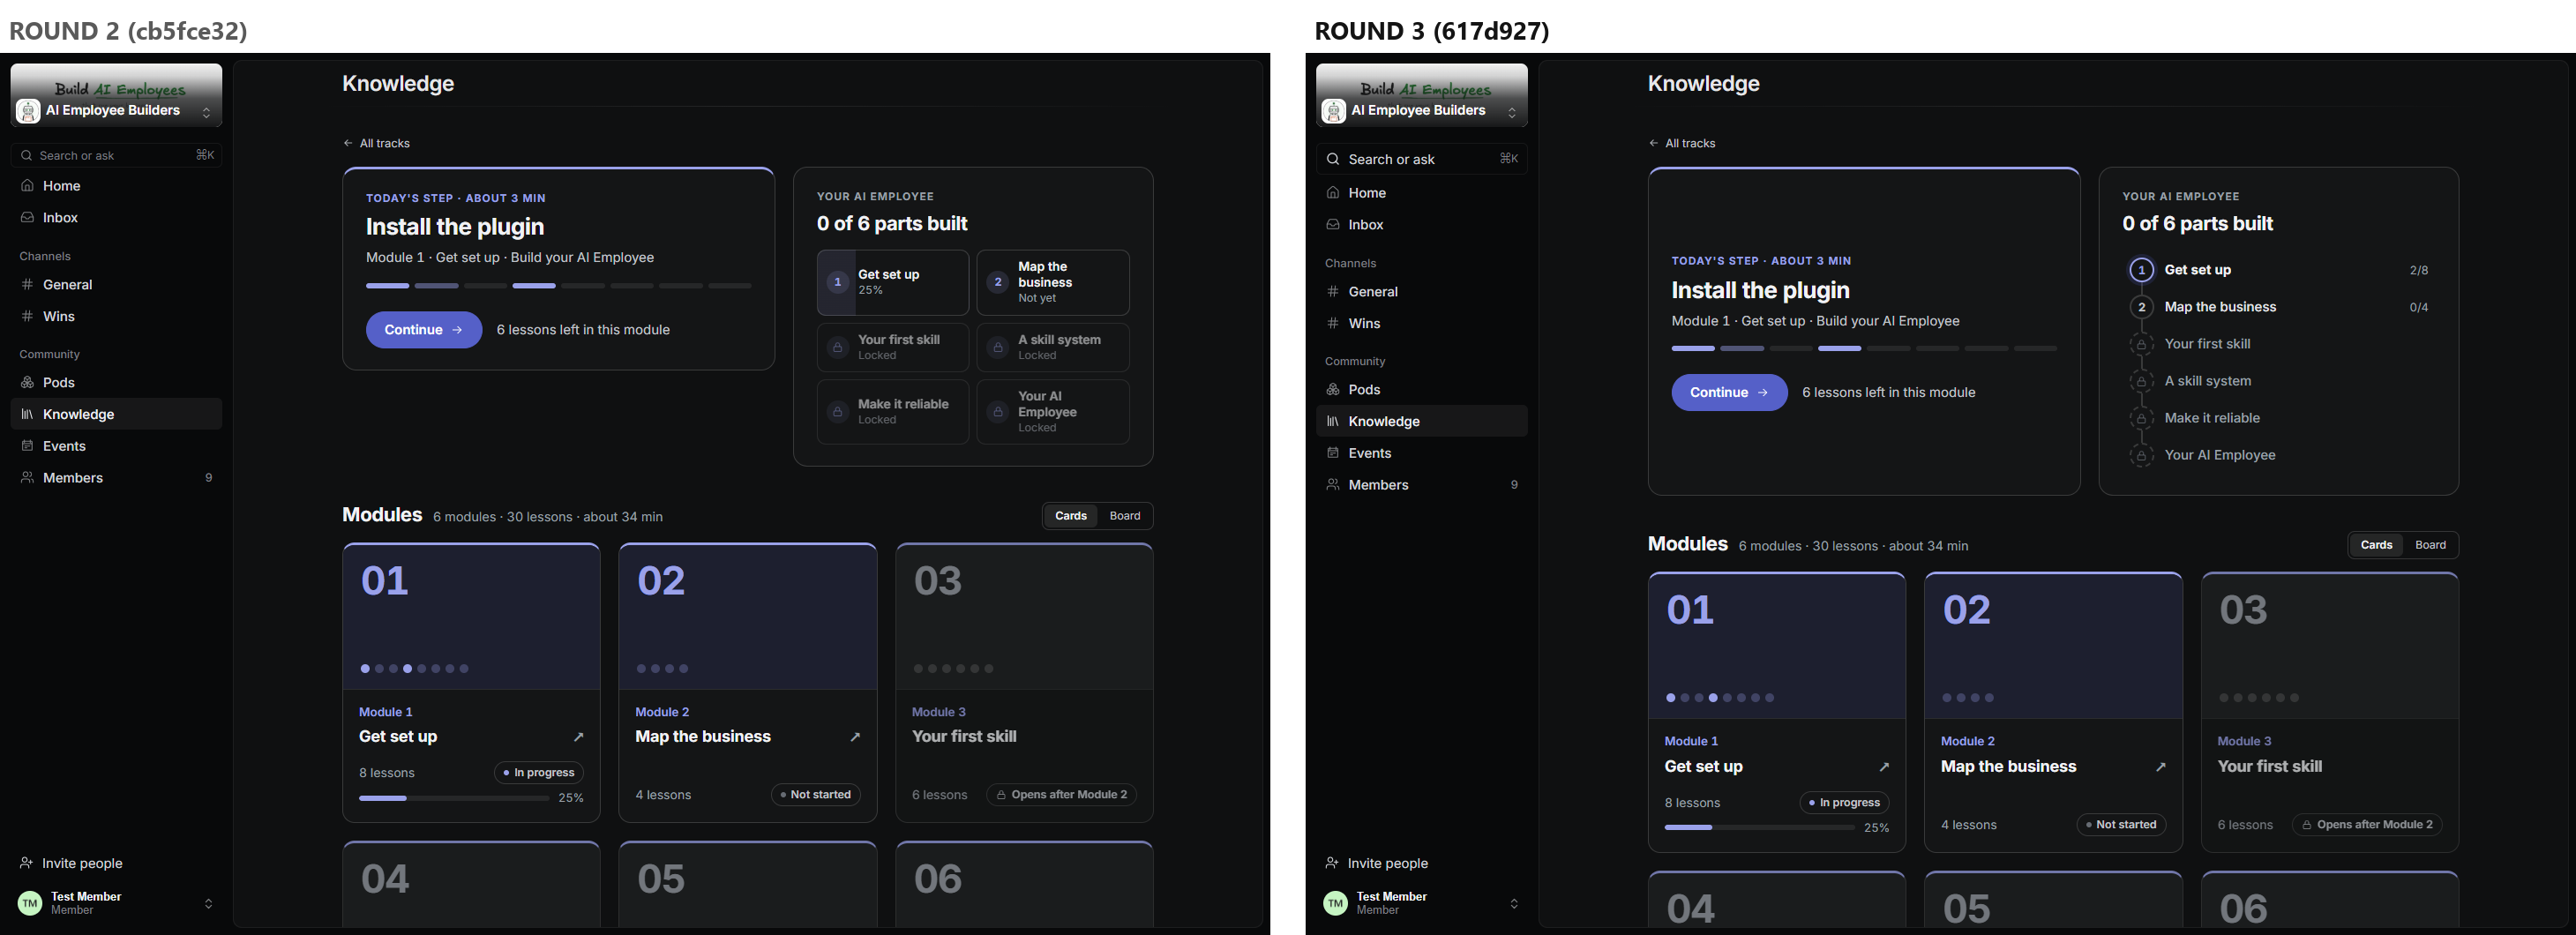 ROUND 2 (cb5fce32)
Build AI Employees
AI Employee Builders
Search or ask ⌘K
Home
Inbox
Channels
# General
# Wins
Community
Pods
Knowledge
Events
Members 9
Invite people
TM
Test Member
Member
Knowledge
← All tracks
TODAY'S STEP · ABOUT 3 MIN
Install the plugin
Module 1 · Get set up · Build your AI Employee
Continue → 6 lessons left in this module
YOUR AI EMPLOYEE
0 of 6 parts built
1
Get set up
25%
2
Map the
business
Not yet
Your first skill
Locked
A skill system
Locked
Make it reliable
Locked
Your AI
Employee
Locked
Modules 6 modules · 30 lessons · about 34 min
Cards Board
01
Module 1
Get set up ↗
8 lessons In progress
25%
02
Module 2
Map the business ↗
4 lessons Not started
03
Module 3
Your first skill
6 lessons Opens after Module 2
04
05
06
ROUND 3 (617d927)
Build AI Employees
AI Employee Builders
Search or ask ⌘K
Home
Inbox
Channels
# General
# Wins
Community
Pods
Knowledge
Events
Members 9
Invite people
TM
Test Member
Member
Knowledge
← All tracks
TODAY'S STEP · ABOUT 3 MIN
Install the plugin
Module 1 · Get set up · Build your AI Employee
Continue → 6 lessons left in this module
YOUR AI EMPLOYEE
0 of 6 parts built
1 Get set up 2/8
2 Map the business 0/4
Your first skill
A skill system
Make it reliable
Your AI Employee
Modules 6 modules · 30 lessons · about 34 min
Cards Board
01
Module 1
Get set up ↗
8 lessons In progress
25%
02
Module 2
Map the business ↗
4 lessons Not started
03
Module 3
Your first skill
6 lessons Opens after Module 2
04
05
06